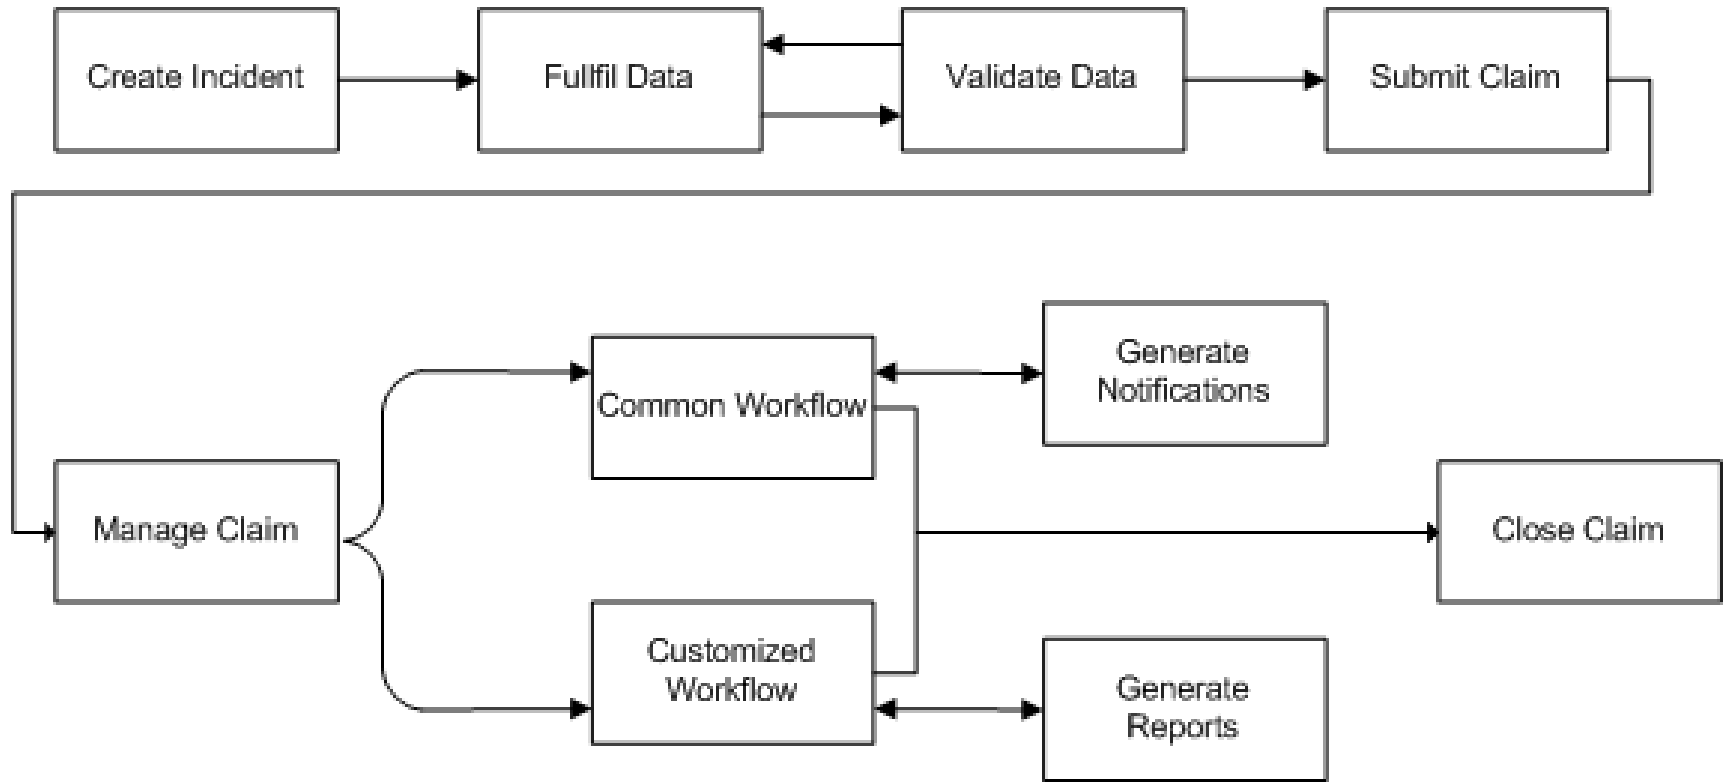 Create Incident
Fullfil Data
Validate Data
Submit Claim
Generate
Notifications
Common Workflow
Manage Claim
Close Claim
Customized
Workflow
Generate
Reports